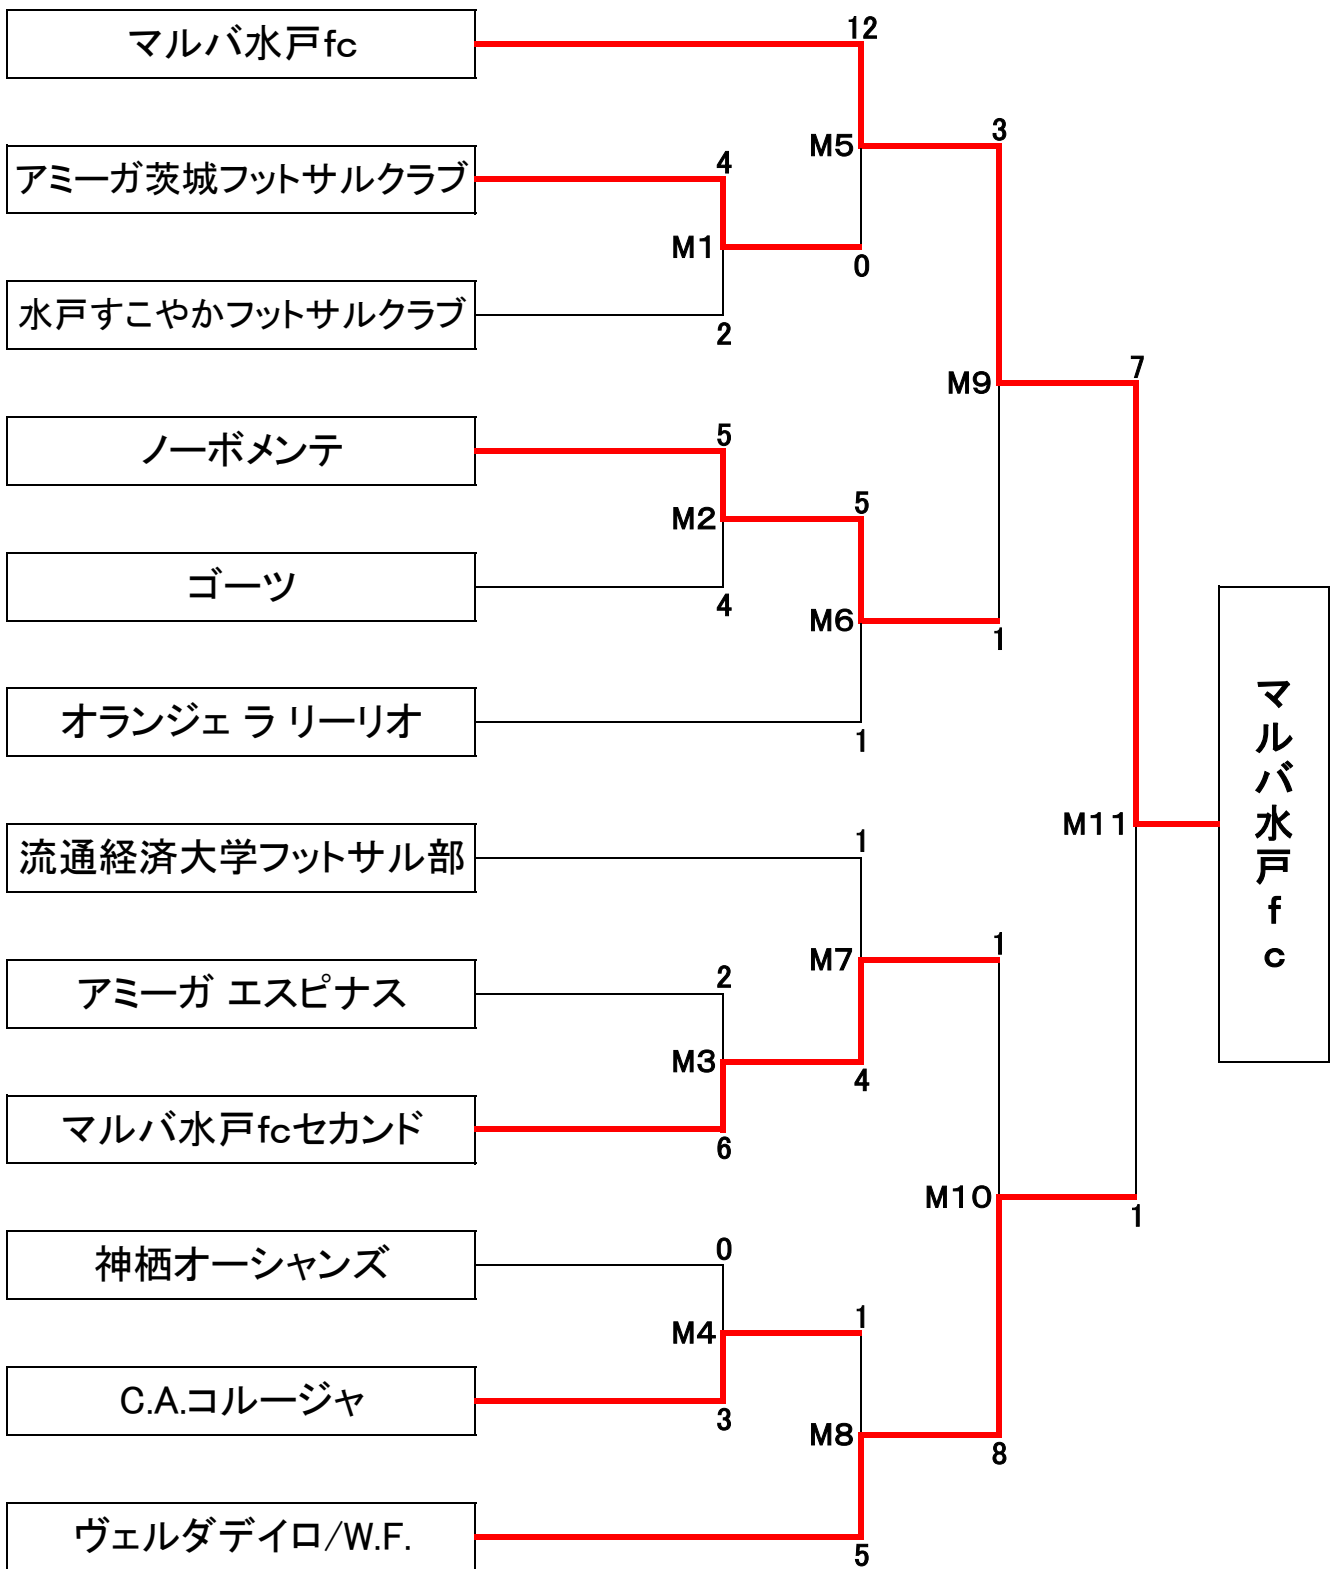 12
マルバ水戸fc
3
M5
4
アミーガ茨城フットサルクラブ
M1
0
水戸すこやかフットサルクラブ
2
7
M9
5
ノーボメンテ
5
M2
ゴーツ
4
M6
1
オランジェ ラ リーリオ
1
マルバ水戸fc
M11
1
流通経済大学フットサル部
1
M7
2
アミーガ エスピナス
M3
4
マルバ水戸fcセカンド
6
M10
1
0
神栖オーシャンズ
1
M4
C.A.コルージャ
3
M8
8
ヴェルダデイロ/W.F.
5